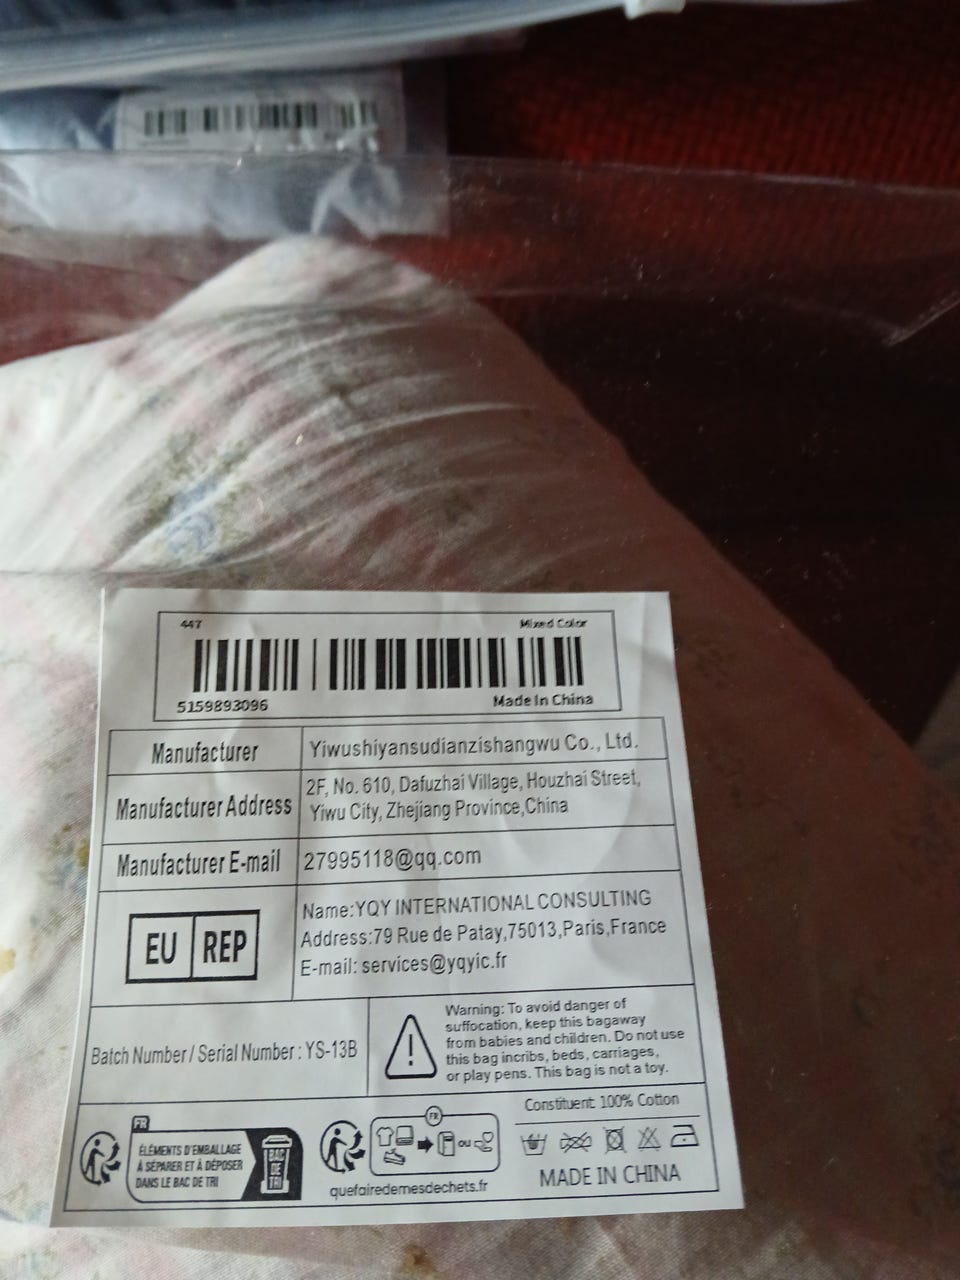 447 Mixed Color
5159893096 Made In China
Manufacturer Yiwushiyansudianzishangwu Co., Ltd.
Manufacturer Address 2F, No. 610, Dafuzhai Village, Houzhai Street,
Yiwu City, Zhejiang Province,China
Manufacturer E-mail 27995118@qq.com
EU REP
Name:YQY INTERNATIONAL CONSULTING
Address:79 Rue de Patay,75013,Paris,France
E-mail: services@yqyic.fr
Batch Number / Serial Number : YS-13B
Warning: To avoid danger of
suffocation, keep this bagaway
from babies and children. Do not use
this bag incribs, beds, carriages,
or play pens. This bag is not a toy.
FR
ÉLÉMENTS D'EMBALLAGE
À SÉPARER ET À DÉPOSER
DANS LE BAC DE TRI
BAC
DE
TRI
FR
ou
quefairedemesdechets.fr
Constituent: 100% Cotton
MADE IN CHINA